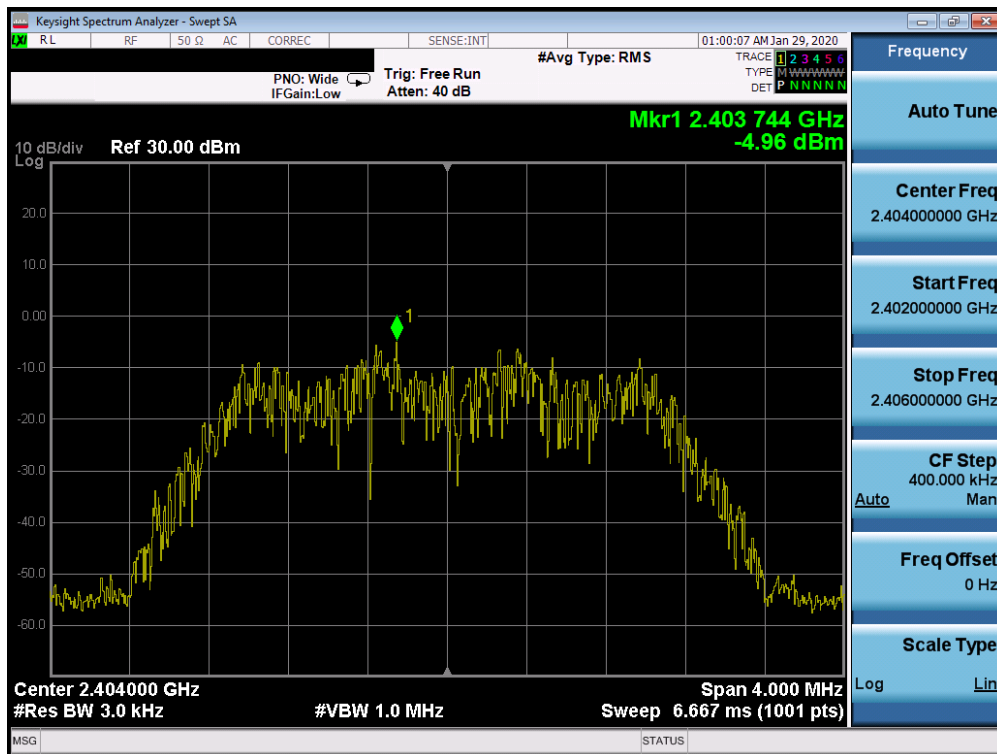 Keysight Spectrum Analyzer - Swept SA
LXI RL RF 50 Ω AC CORREC SENSE:INT 01:00:07 AM Jan 29, 2020
#Avg Type: RMS
TRACE 1 2 3 4 5 6
TYPE M WWWWW
DET P N N N N N
PNO: Wide Trig: Free Run
IFGain:Low Atten: 40 dB
Mkr1 2.403 744 GHz
-4.96 dBm
10 dB/div Ref 30.00 dBm
Log
20.0
10.0
0.00
-10.0
-20.0
-30.0
-40.0
-50.0
-60.0
1
Center 2.404000 GHz Span 4.000 MHz
#Res BW 3.0 kHz #VBW 1.0 MHz Sweep 6.667 ms (1001 pts)
MSG STATUS
Frequency
Auto Tune
Center Freq
2.404000000 GHz
Start Freq
2.402000000 GHz
Stop Freq
2.406000000 GHz
CF Step
400.000 kHz
Auto Man
Freq Offset
0 Hz
Scale Type
Log Lin